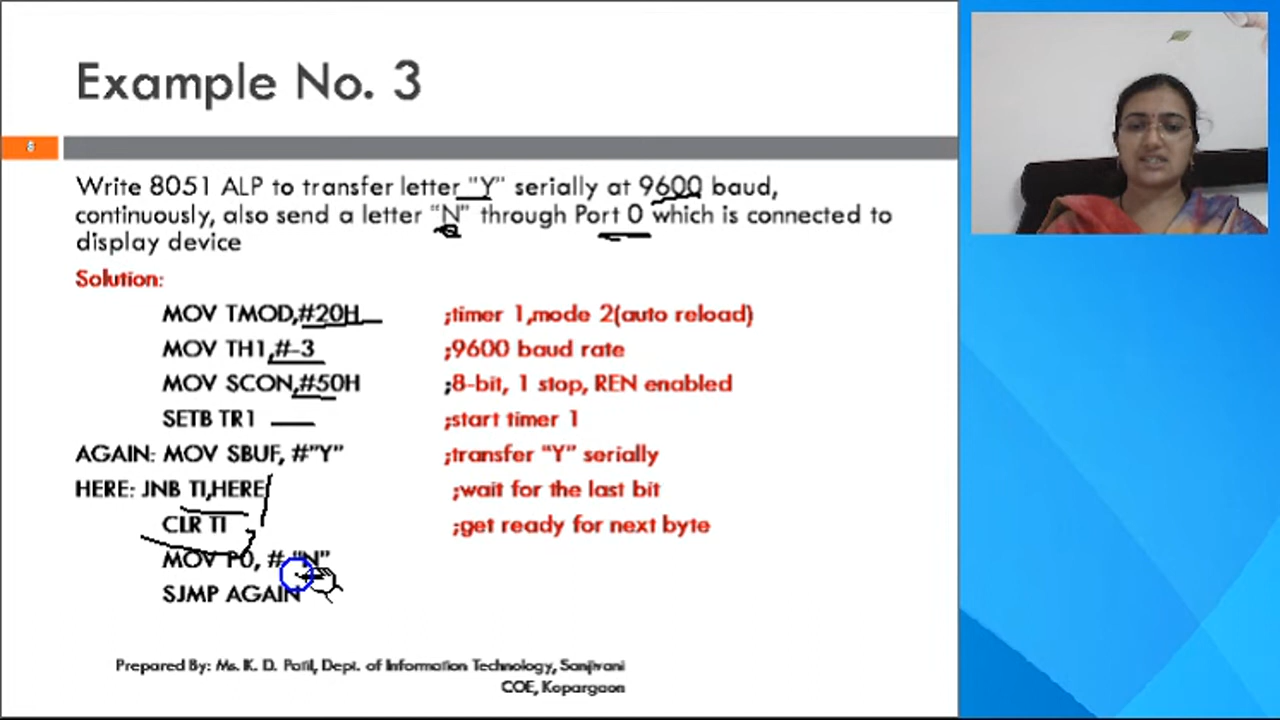 Example No. 3
8
Write 8051 ALP to transfer letter "Y" serially at 9600 baud,
continuously, also send a letter "N" through Port 0 which is connected to
display device
Solution:
MOV TMOD,#20H ;timer 1,mode 2(auto reload)
MOV TH1,#-3 ;9600 baud rate
MOV SCON,#50H ;8-bit, 1 stop, REN enabled
SETB TR1 ;start timer 1
AGAIN: MOV SBUF, #"Y" ;transfer "Y" serially
HERE: JNB TI,HERE ;wait for the last bit
CLR TI ;get ready for next byte
MOV P0, # "N"
SJMP AGAIN
Prepared By: Ms. K. D. Patil, Dept. of Information Technology, Sanjivani
COE, Kopargaon